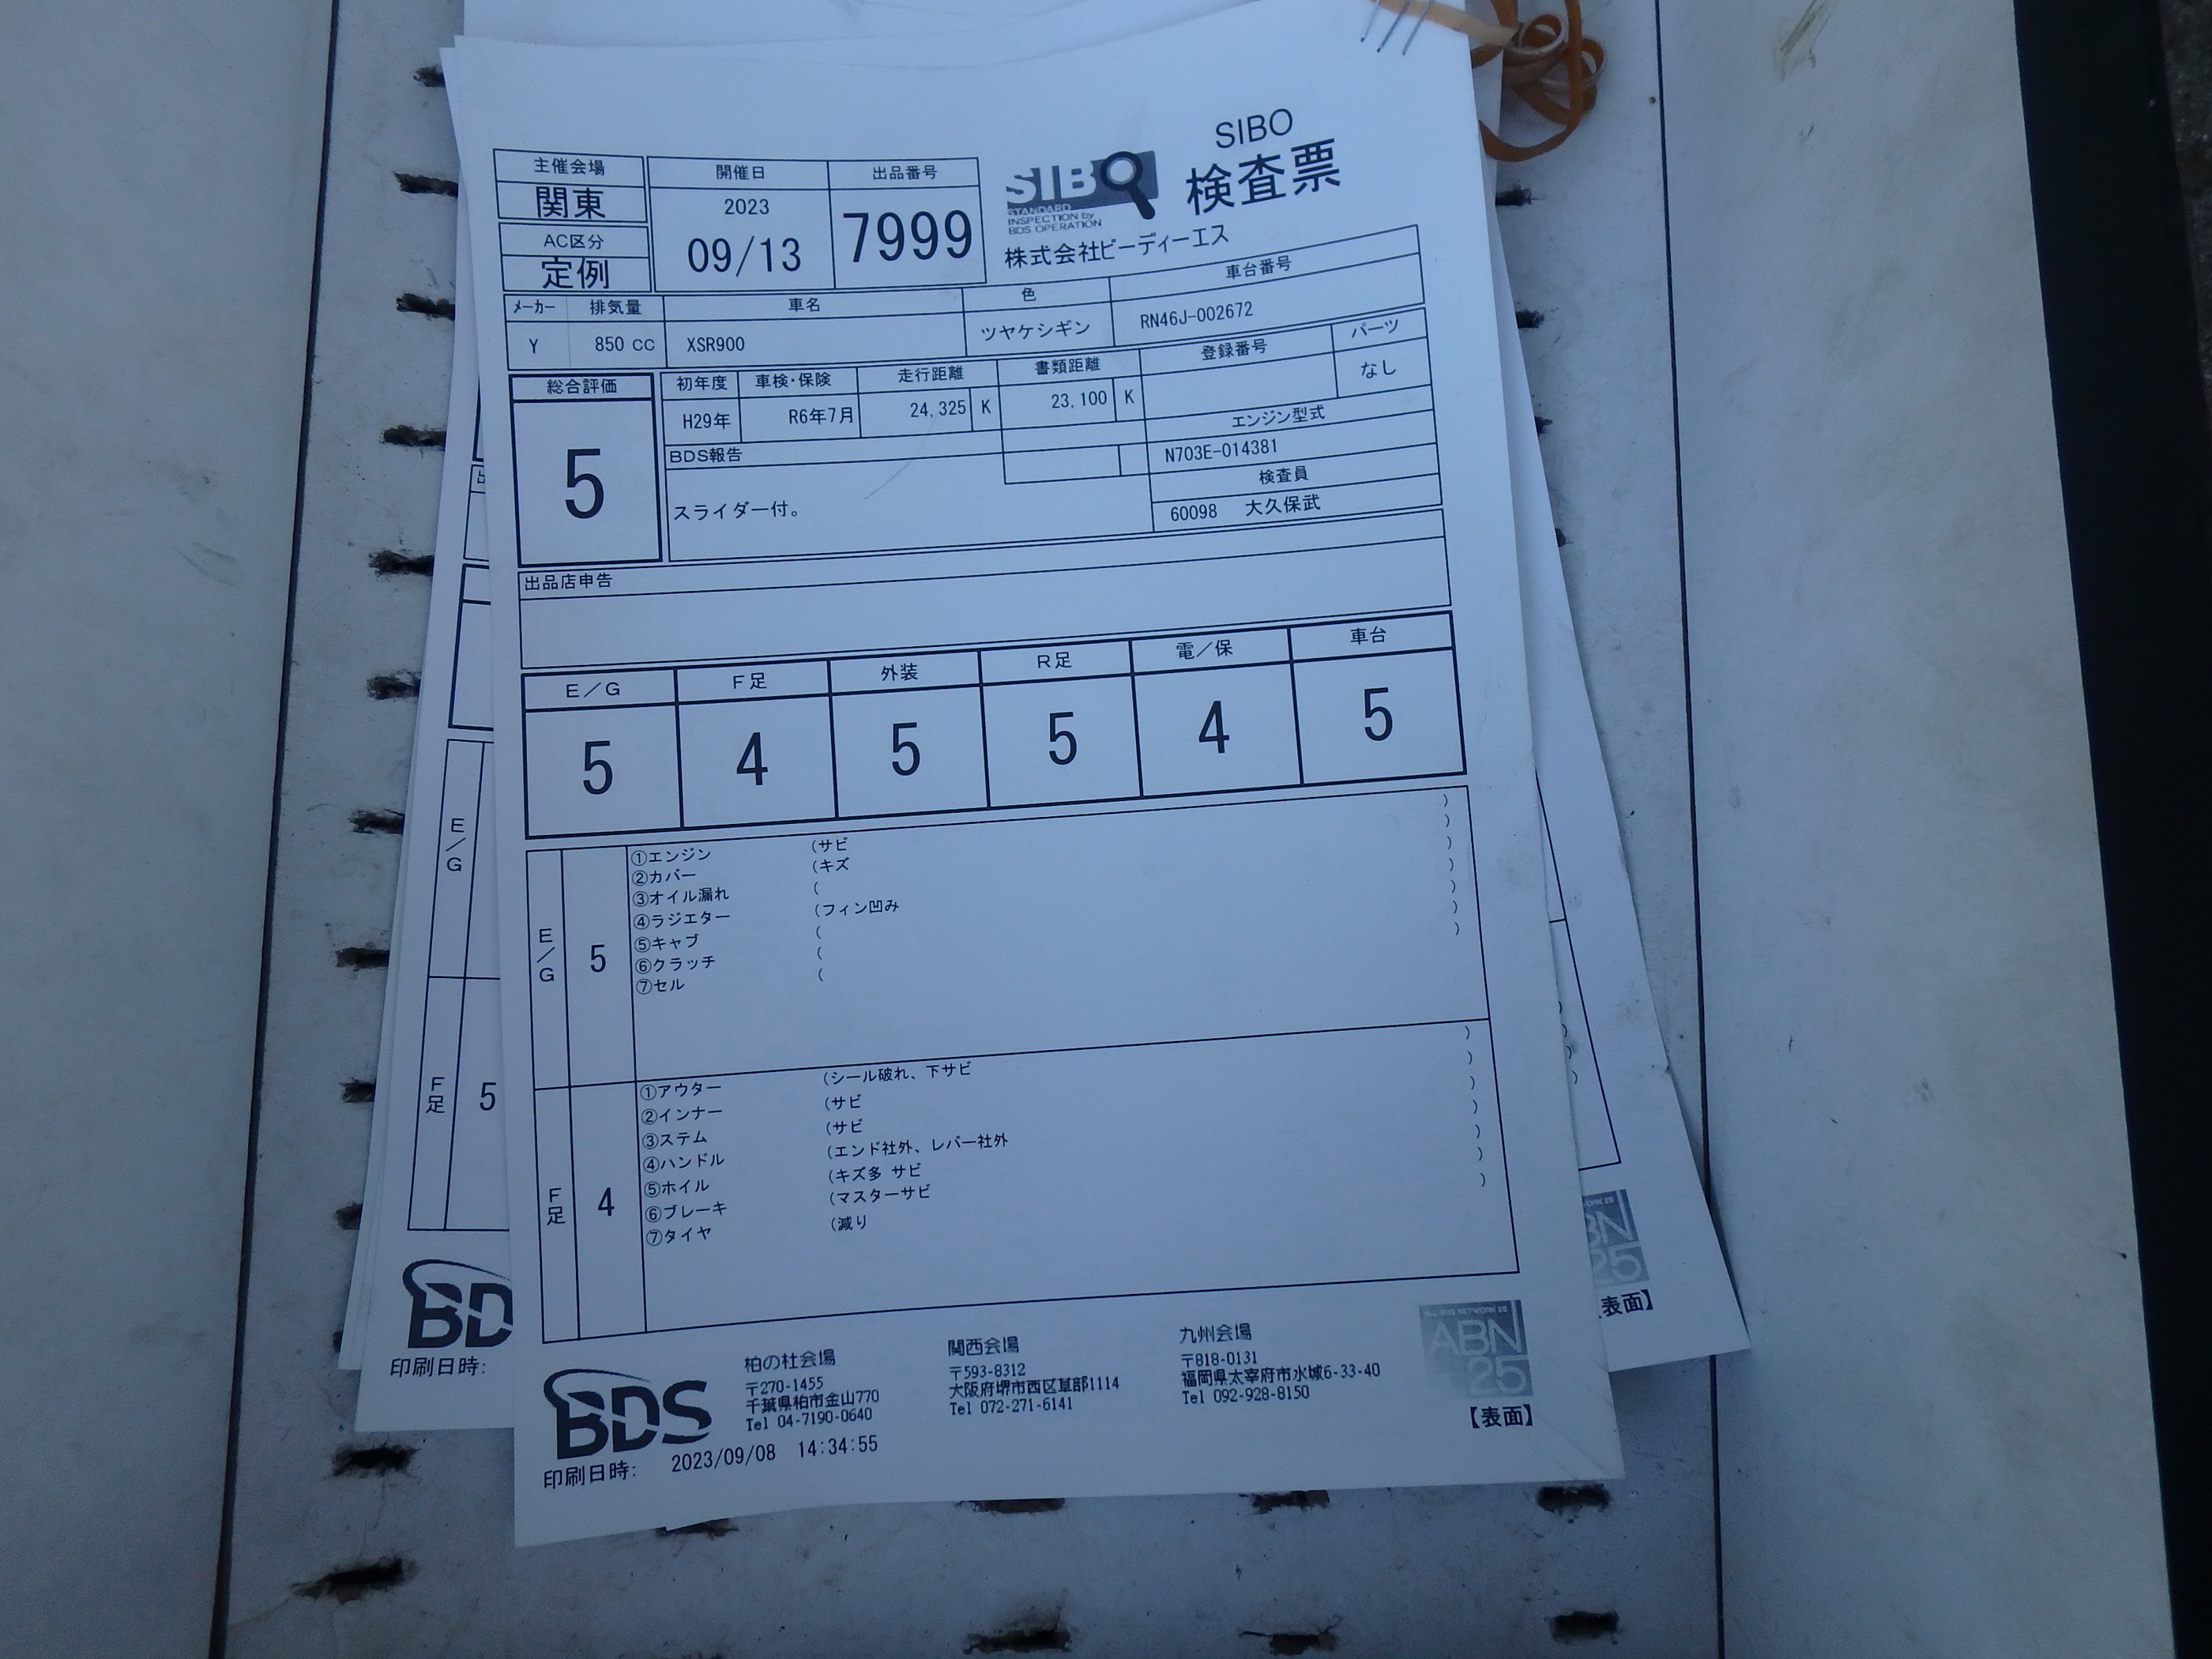 SIBO
検査票
SIBO
STANDARD
INSPECTION by
BDS OPERATION
株式会社ビーディーエス
主催会場 開催日 出品番号
関東 2023 09/13 7999
AC区分
定例
メーカー 排気量 車名 色 車台番号
Y 850 cc XSR900 ツヤケシギン RN46J-002672
総合評価 初年度 車検・保険 走行距離 書類距離 登録番号 パーツ
5 H29年 R6年7月 24,325 K 23,100 K なし
エンジン型式
BDS報告 N703E-014381
検査員
スライダー付。 60098 大久保武
出品店申告
E/G F足 外装 R足 電/保 車台
5 4 5 5 4 5
E/G 5
①エンジン (サビ )
②カバー (キズ )
③オイル漏れ ( )
④ラジエター (フィン凹み )
⑤キャブ ( )
⑥クラッチ ( )
⑦セル ( )
F足 4
①アウター (シール破れ、下サビ )
②インナー (サビ )
③ステム (サビ )
④ハンドル (エンド社外、レバー社外 )
⑤ホイル (キズ多 サビ )
⑥ブレーキ (マスターサビ )
⑦タイヤ (減り )
BDS
柏の杜会場
〒270-1455
千葉県柏市金山770
Tel 04-7190-0640
関西会場
〒593-8312
大阪府堺市西区草部1114
Tel 072-271-6141
九州会場
〒818-0131
福岡県太宰府市水城6-33-40
Tel 092-928-8150
ABN
25
【表面】
印刷日時: 2023/09/08 14:34:55
E/G
F足 5
BD
印刷日時:
BN
25
表面】